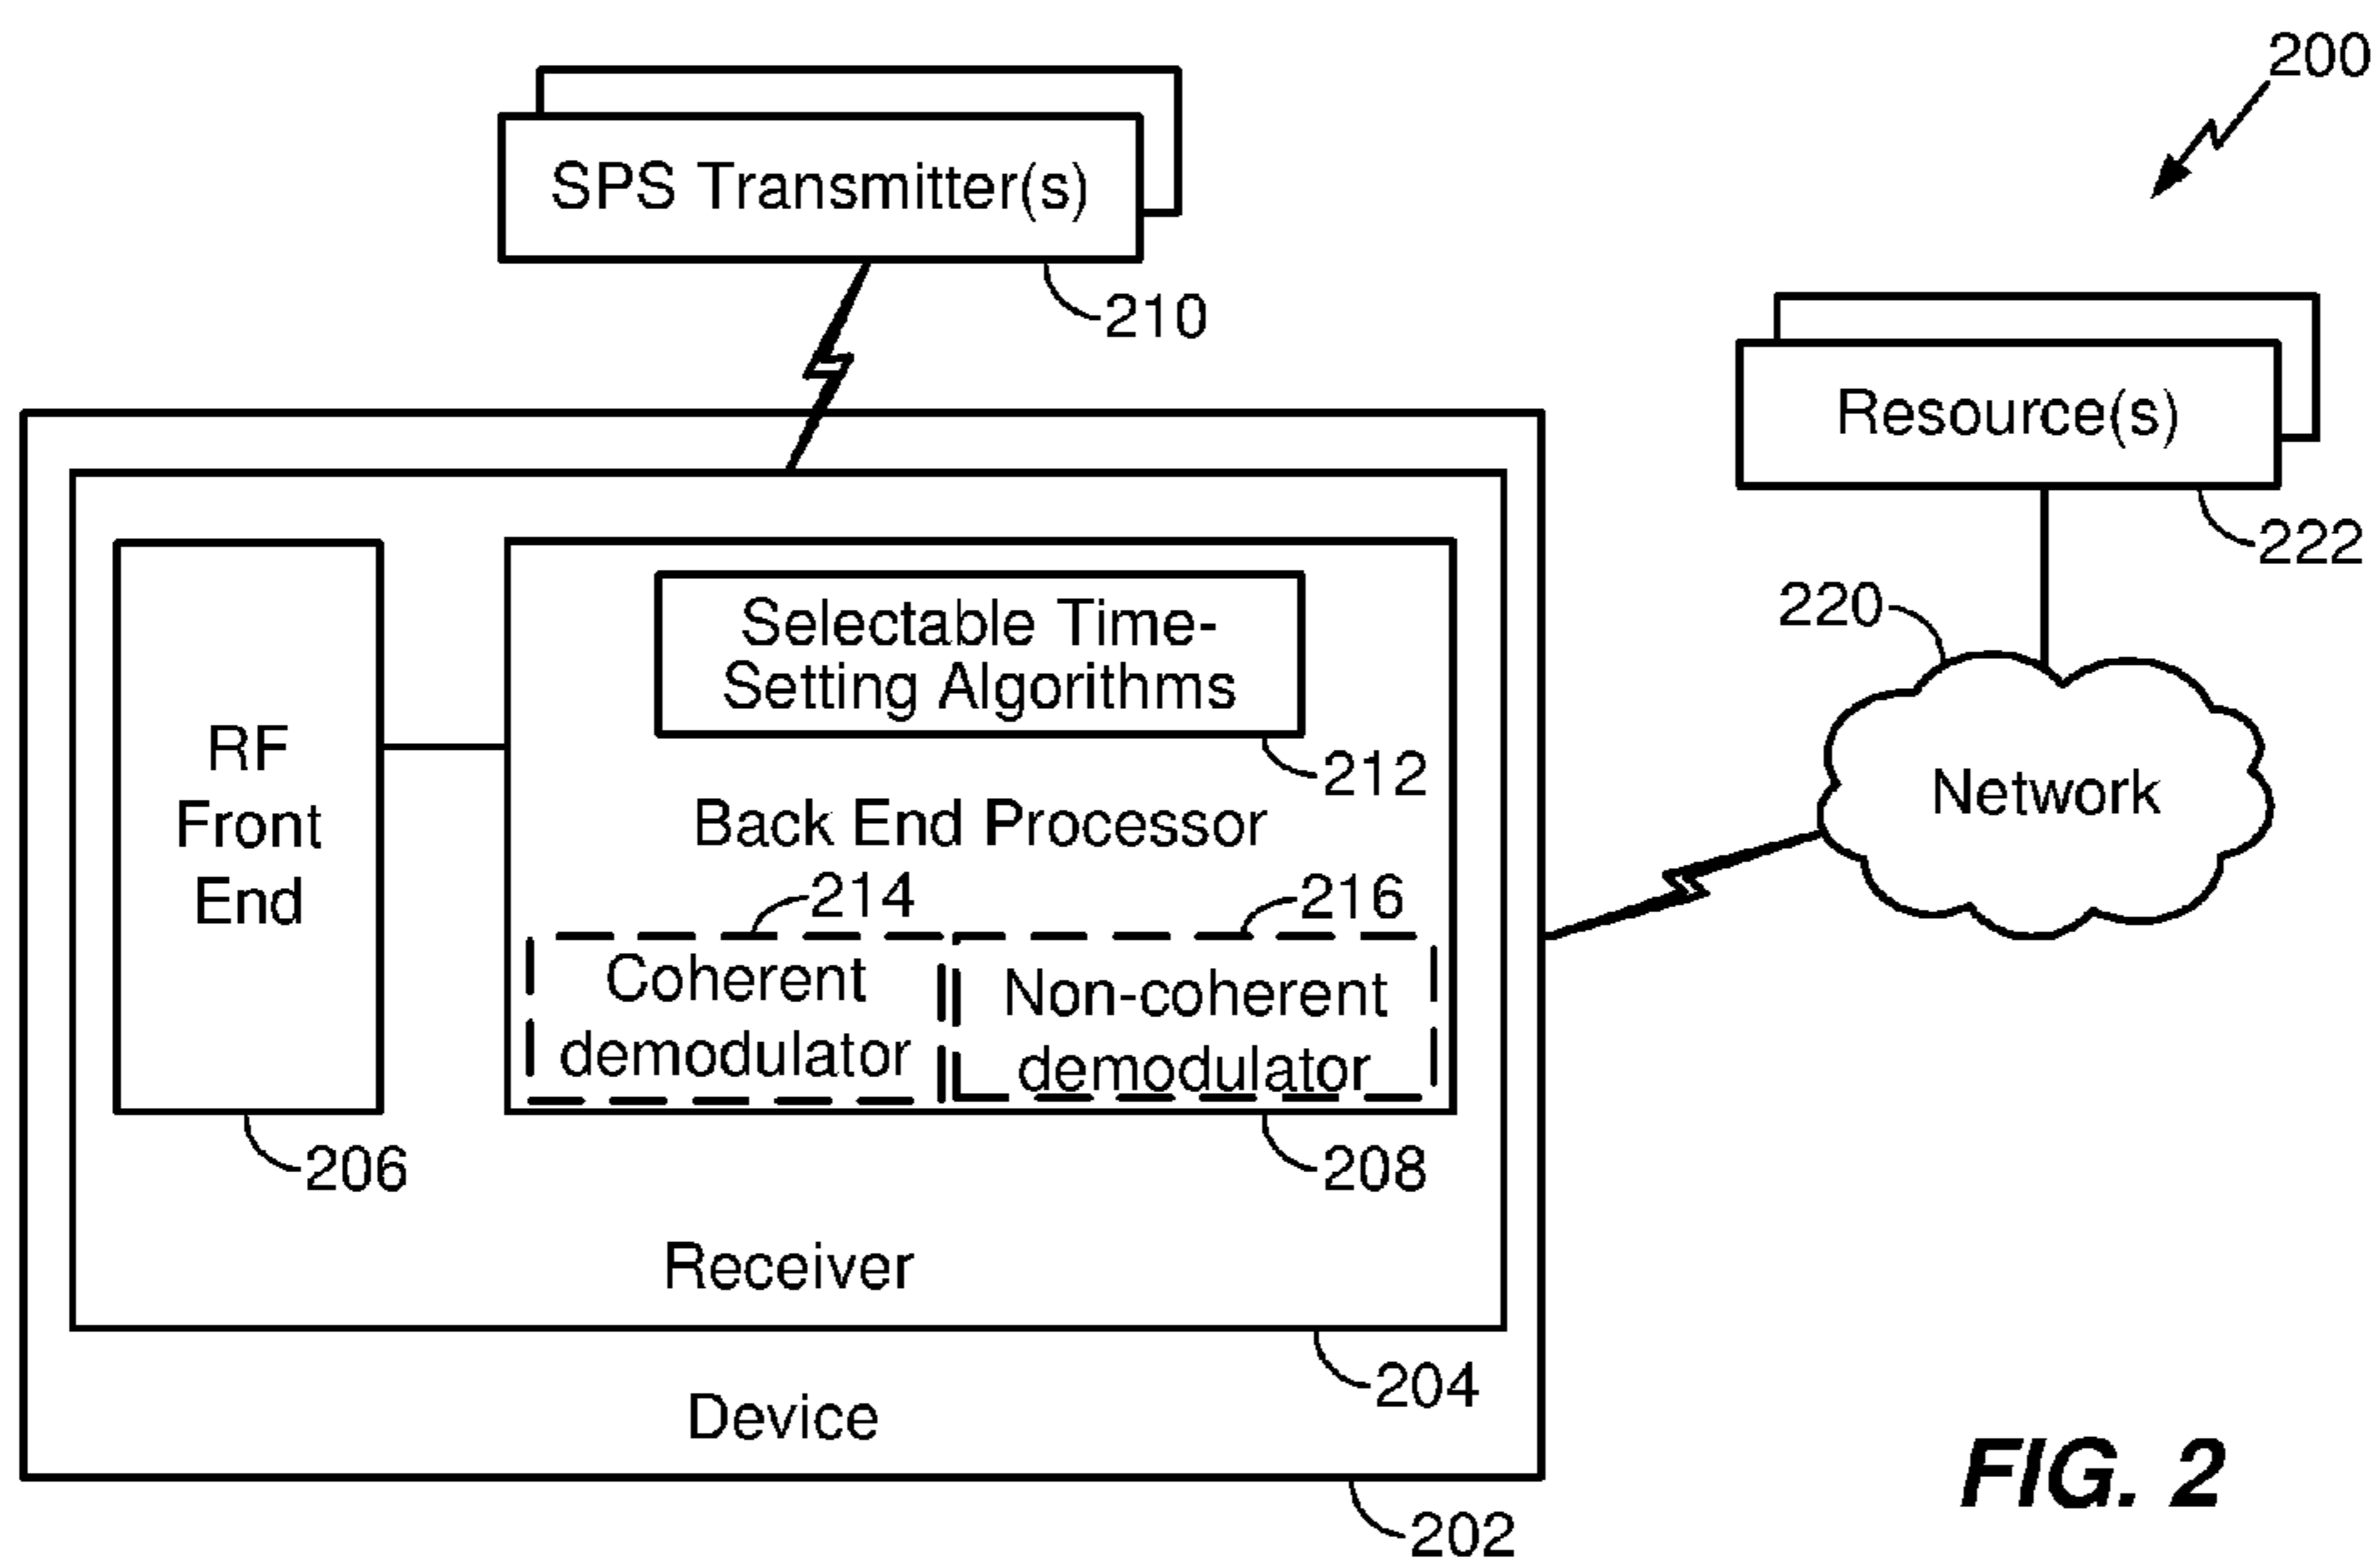 200
SPS Transmitter(s)
210
Resource(s)
222
220
Network
Selectable Time-
Setting Algorithms
212
RF
Front
End
206
Back End Processor
214
216
Coherent
demodulator
Non-coherent
demodulator
208
Receiver
204
Device
202
FIG. 2